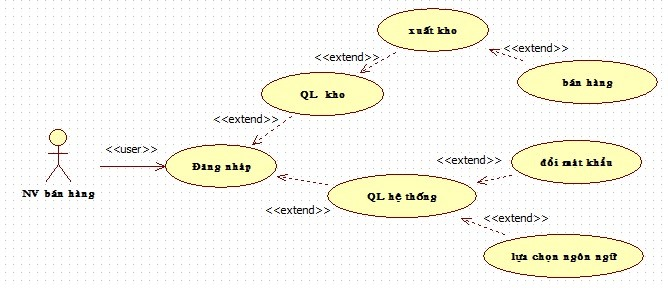 xuất kho
<<extend>>
<<extend>>
bán hàng
QL kho
<<extend>>
<<user>>
Đăng nhập
NV bán hàng
<<extend>>
đổi mật khẩu
QL hệ thống
<<extend>>
<<extend>>
lựa chọn ngôn ngữ